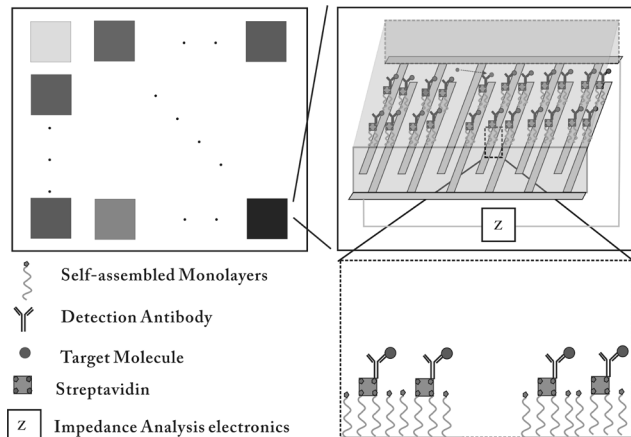 Z
Self-assembled Monolayers
Detection Antibody
Target Molecule
Streptavidin
Z Impedance Analysis electronics